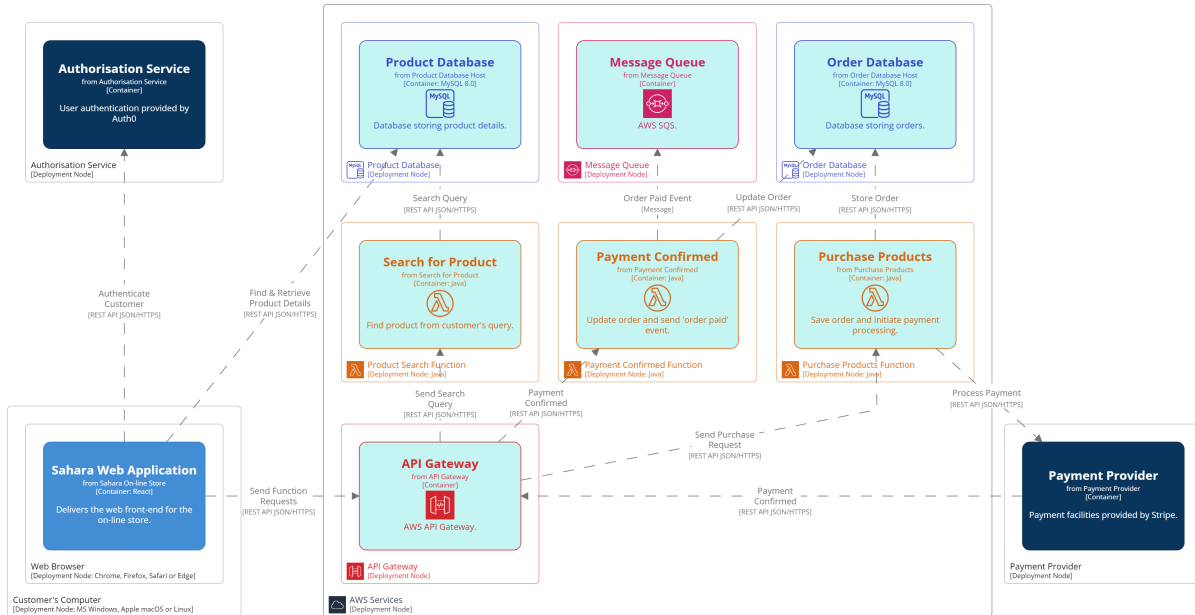 Authorisation Service
from Authorisation Service
[Container]
User authentication provided by
Auth0
Authorisation Service
[Deployment Node]
Product Database
from Product Database Host
[Container: MySQL 8.0]
MySQL
Database storing product details.
MySQL
Product Database
[Deployment Node]
Message Queue
from Message Queue
[Container]
AWS SQS.
Message Queue
[Deployment Node]
Order Database
from Order Database Host
[Container: MySQL 8.0]
MySQL
Database storing orders.
MySQL
Order Database
[Deployment Node]
Search Query
[REST API JSON/HTTPS]
Order Paid Event
[Message]
Update Order
[REST API JSON/HTTPS]
Store Order
[REST API JSON/HTTPS]
Search for Product
from Search for Product
[Container: Java]
Find product from customer's query.
Product Search Function
[Deployment Node: Java]
Payment Confirmed
from Payment Confirmed
[Container: Java]
Update order and send 'order paid'
event.
Payment Confirmed Function
[Deployment Node: Java]
Purchase Products
from Purchase Products
[Container: Java]
Save order and initiate payment
processing.
Purchase Products Function
[Deployment Node: Java]
Authenticate
Customer
[REST API JSON/HTTPS]
Find & Retrieve
Product Details
[REST API JSON/HTTPS]
Send Search
Query
[REST API JSON/HTTPS]
Payment
Confirmed
[REST API JSON/HTTPS]
Process Payment
[REST API JSON/HTTPS]
Send Purchase
Request
[REST API JSON/HTTPS]
Sahara Web Application
from Sahara On-line Store
[Container: React]
Delivers the web front-end for the
on-line store.
Web Browser
[Deployment Node: Chrome, Firefox, Safari or Edge]
Customer's Computer
[Deployment Node: MS Windows, Apple macOS or Linux]
Send Function
Requests
[REST API JSON/HTTPS]
API Gateway
from API Gateway
[Container]
AWS API Gateway.
API Gateway
[Deployment Node]
AWS Services
[Deployment Node]
Payment
Confirmed
[REST API JSON/HTTPS]
Payment Provider
from Payment Provider
[Container]
Payment facilities provided by Stripe.
Payment Provider
[Deployment Node]